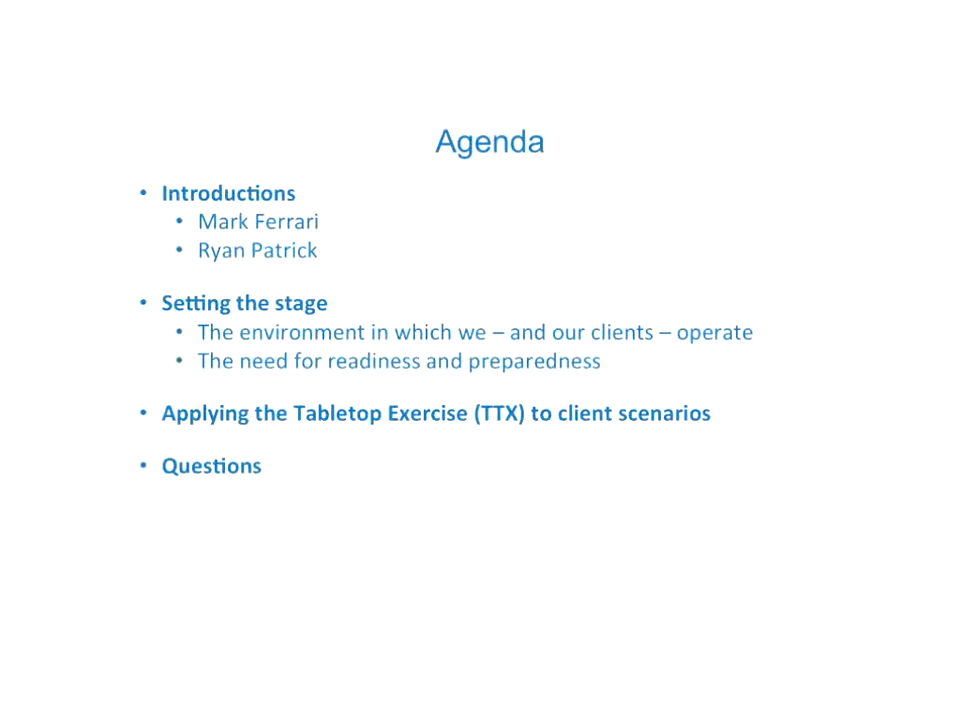 Agenda
• Introductions
• Mark Ferrari
• Ryan Patrick
• Setting the stage
• The environment in which we – and our clients – operate
• The need for readiness and preparedness
• Applying the Tabletop Exercise (TTX) to client scenarios
• Questions